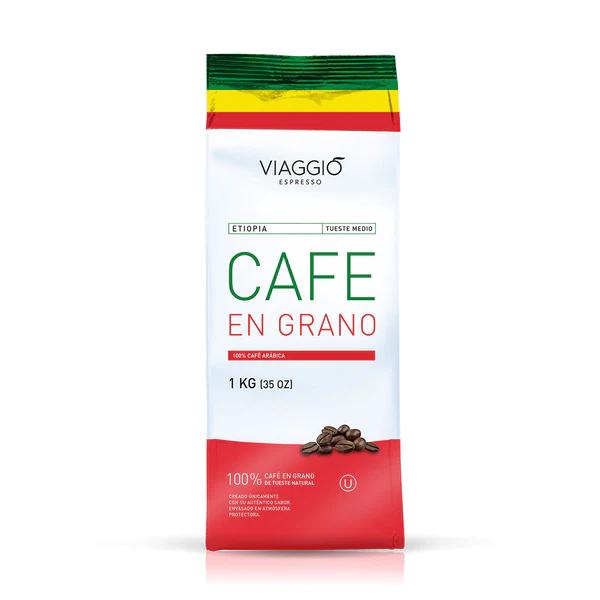 VIAGGIO
ESPRESSO
ETIOPIA
TUESTE MEDIO
CAFE
EN GRANO
100% CAFÉ ARÁBICA
1 KG (35 OZ)
100% CAFÉ EN GRANO
DE TUESTE NATURAL
U
CREADO ÚNICAMENTE
CON SU AUTÉNTICO SABOR.
ENVASADO EN ATMÓSFERA
PROTECTORA.